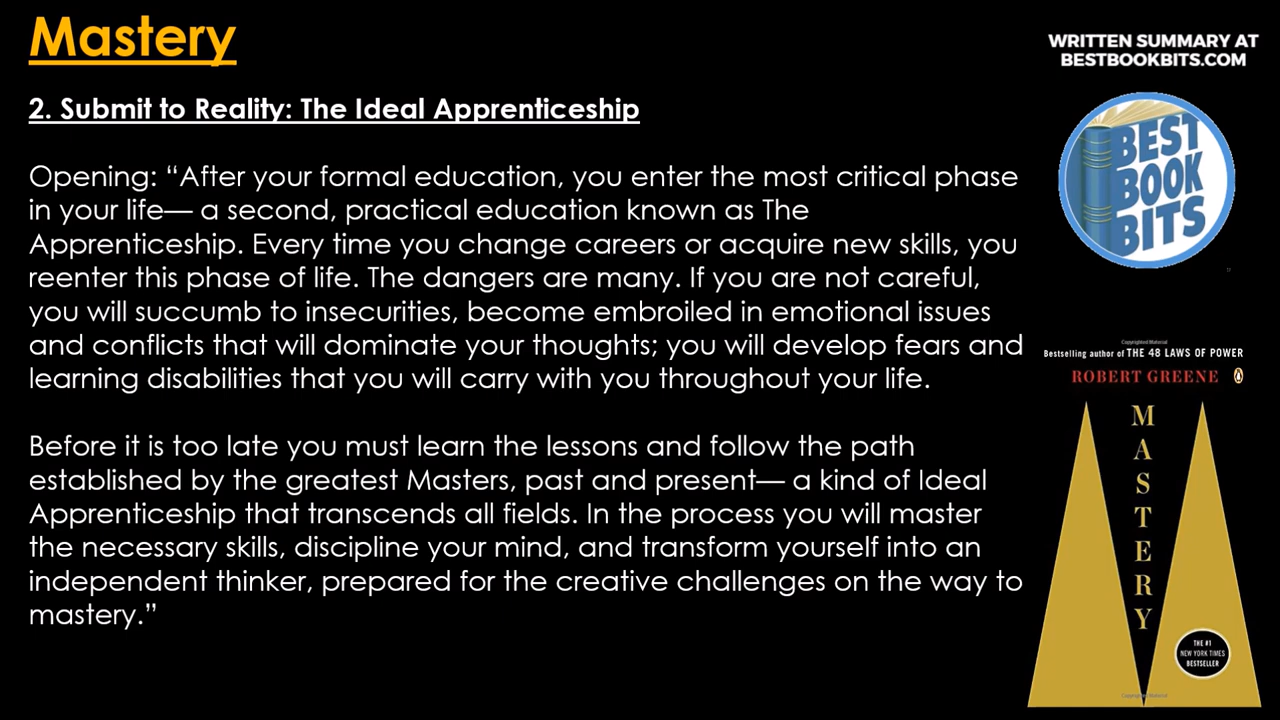 Mastery
WRITTEN SUMMARY AT
BESTBOOKBITS.COM
2. Submit to Reality: The Ideal Apprenticeship
BEST
BOOK
BITS
Opening: “After your formal education, you enter the most critical phase
in your life— a second, practical education known as The
Apprenticeship. Every time you change careers or acquire new skills, you
reenter this phase of life. The dangers are many. If you are not careful,
you will succumb to insecurities, become embroiled in emotional issues
and conflicts that will dominate your thoughts; you will develop fears and
learning disabilities that you will carry with you throughout your life.
Before it is too late you must learn the lessons and follow the path
established by the greatest Masters, past and present— a kind of Ideal
Apprenticeship that transcends all fields. In the process you will master
the necessary skills, discipline your mind, and transform yourself into an
independent thinker, prepared for the creative challenges on the way to
mastery.”
Copyrighted Material
Bestselling author of THE 48 LAWS OF POWER
ROBERT GREENE
M
A
S
T
E
R
Y
THE #1
NEW YORK TIMES
BESTSELLER
Copyrighted Material